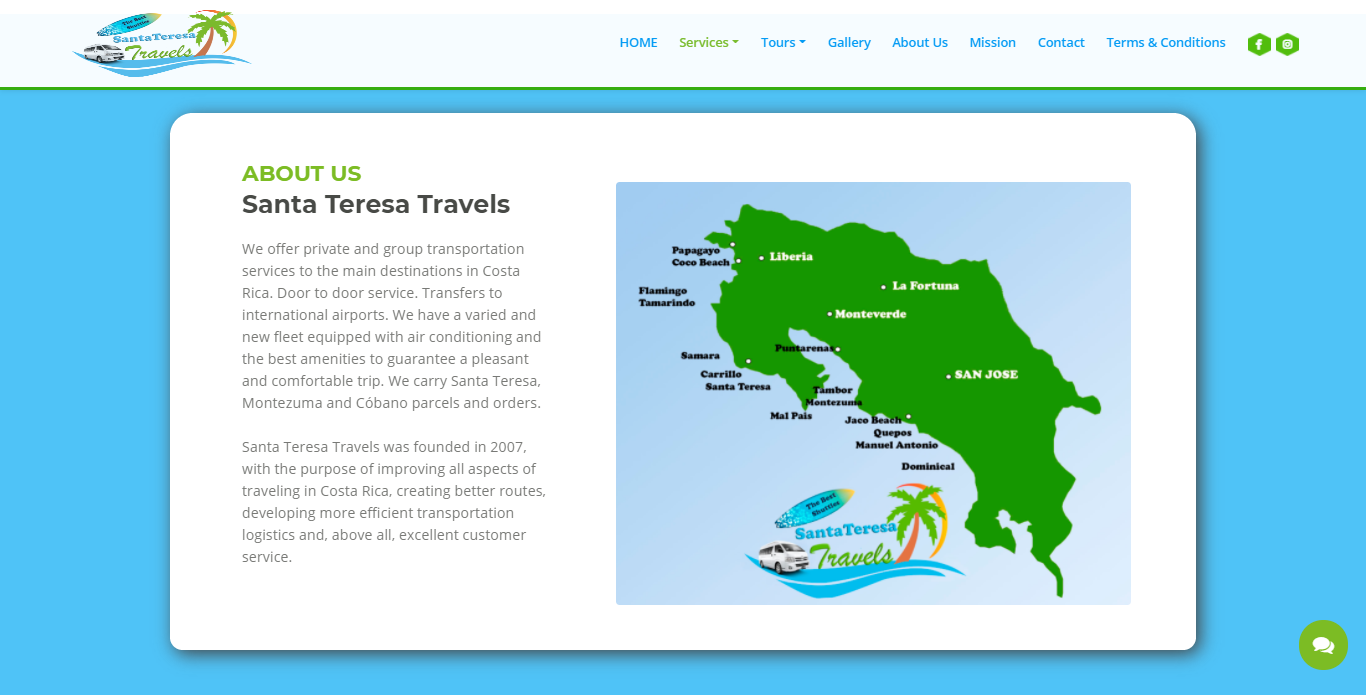 The Best
Shuttles
SantaTeresa
Travels
HOME
Services
Tours
Gallery
About Us
Mission
Contact
Terms & Conditions
ABOUT US
Santa Teresa Travels
We offer private and group transportation
services to the main destinations in Costa
Rica. Door to door service. Transfers to
international airports. We have a varied and
new fleet equipped with air conditioning and
the best amenities to guarantee a pleasant
and comfortable trip. We carry Santa Teresa,
Montezuma and Cóbano parcels and orders.
Santa Teresa Travels was founded in 2007,
with the purpose of improving all aspects of
traveling in Costa Rica, creating better routes,
developing more efficient transportation
logistics and, above all, excellent customer
service.
Papagayo
Coco Beach
Liberia
Flamingo
Tamarindo
La Fortuna
Monteverde
Puntarenas
Samara
Carrillo
Santa Teresa
SAN JOSE
Tambor
Montezuma
Mal Pais
Jaco Beach
Quepos
Manuel Antonio
Dominical
The Best
Shuttles
SantaTeresa
Travels